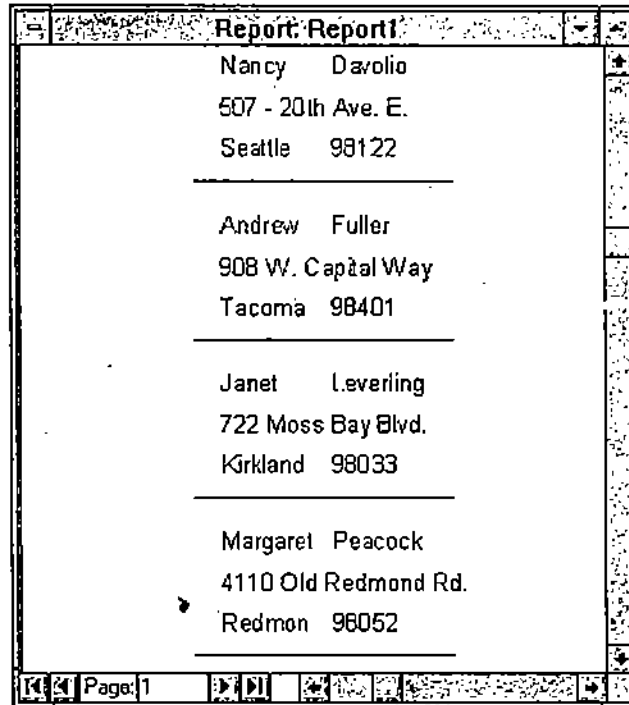 Report: Report1
Nancy Davolio
507 - 20th Ave. E.
Seattle 98122
Andrew Fuller
908 W. Capital Way
Tacoma 98401
Janet Leverling
722 Moss Bay Blvd.
Kirkland 98033
Margaret Peacock
4110 Old Redmond Rd.
Redmon 98052
Page: 1